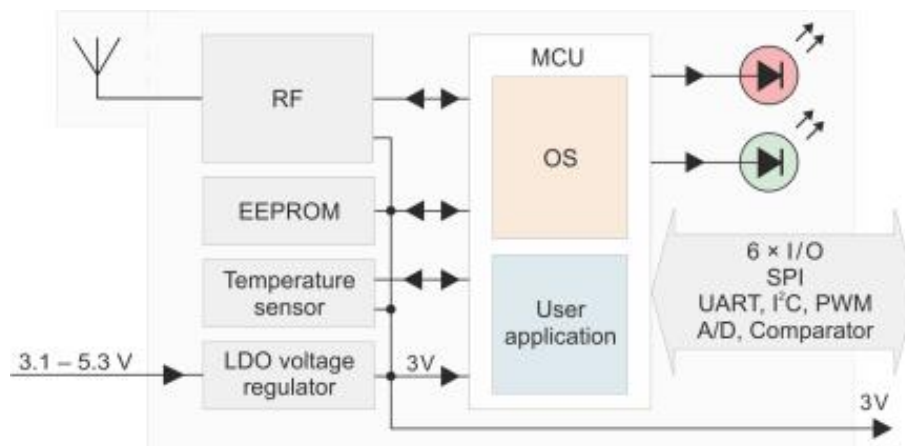 RF
MCU
OS
EEPROM
Temperature
sensor
User
application
6 × I/O
SPI
UART, I²C, PWM
A/D, Comparator
3.1 – 5.3 V
LDO voltage
regulator
3V
3V